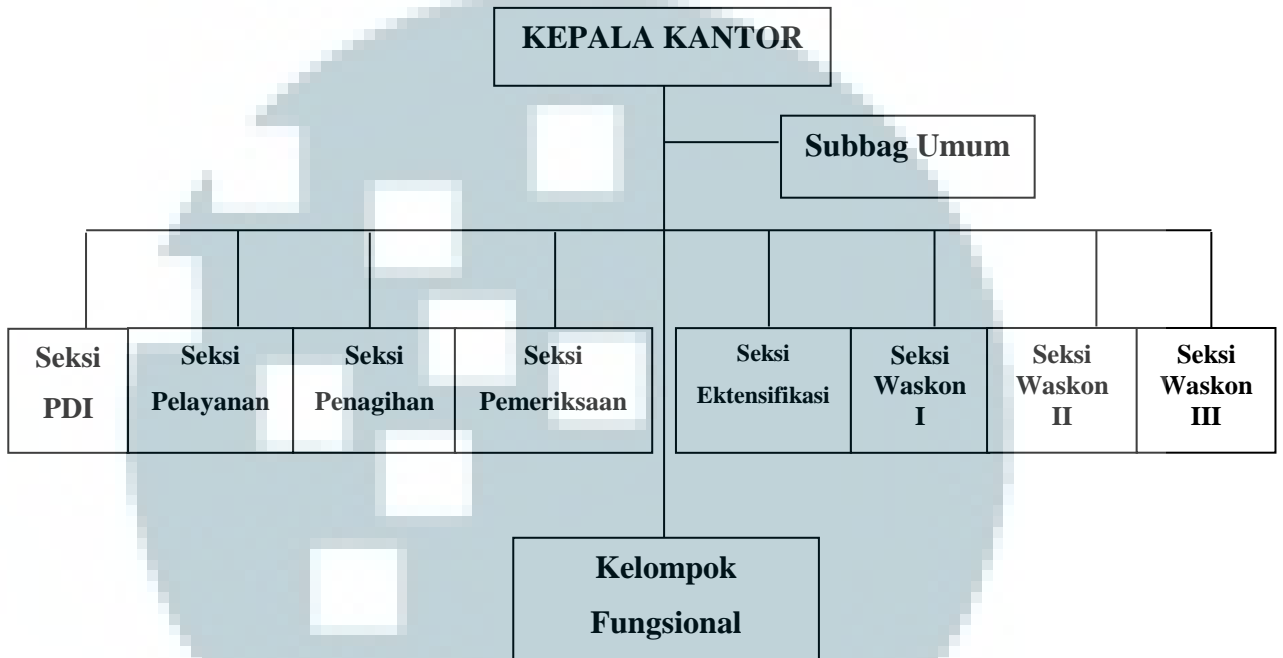 KEPALA KANTOR
Subbag Umum
Seksi
PDI
Seksi
Pelayanan
Seksi
Penagihan
Seksi
Pemeriksaan
Seksi
Ektensifikasi
Seksi
Waskon
I
Seksi
Waskon
II
Seksi
Waskon
III
Kelompok
Fungsional